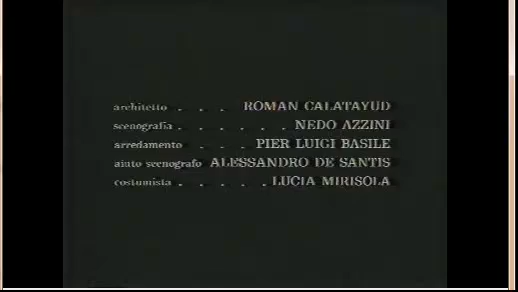 architetto . . . ROMAN CALATAYUD
scenografia . . . . . . NEDO AZZINI
arredamento . . . . PIER LUIGI BASILE
aiuto scenografo ALESSANDRO DE SANTIS
costumista . . . . . LUCIA MIRISOLA